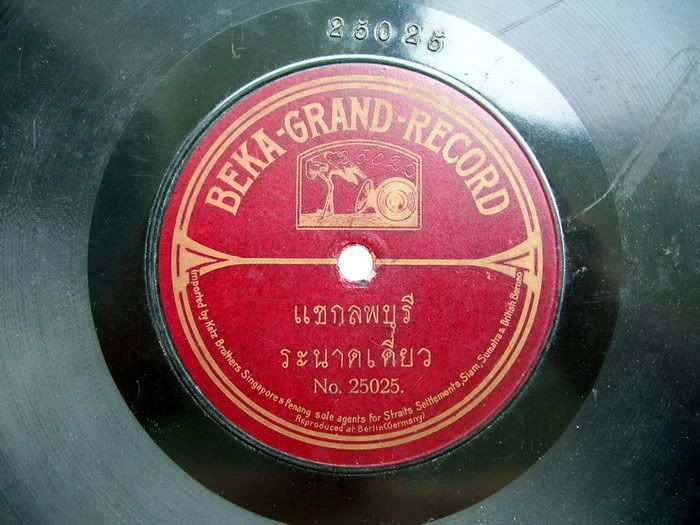 25025
BEKA-GRAND-RECORD
25025
แขกลพบุรี
ระนาดเดี่ยว
No. 25025.
Imported by Katz Brothers Singapore & Penang sole agents for Straits Settlements, Siam, Sumatra & British Borneo
Reproduced at Berlin (Germany)